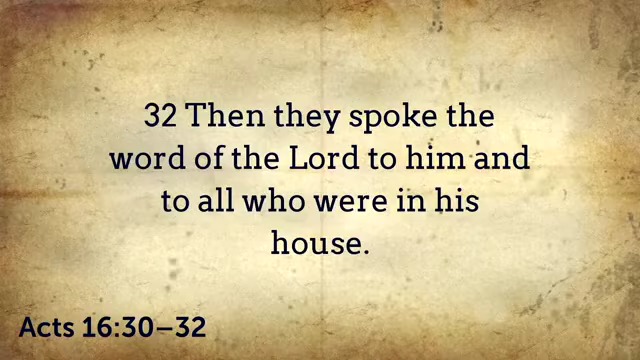 32 Then they spoke the
word of the Lord to him and
to all who were in his
house.
Acts 16:30–32